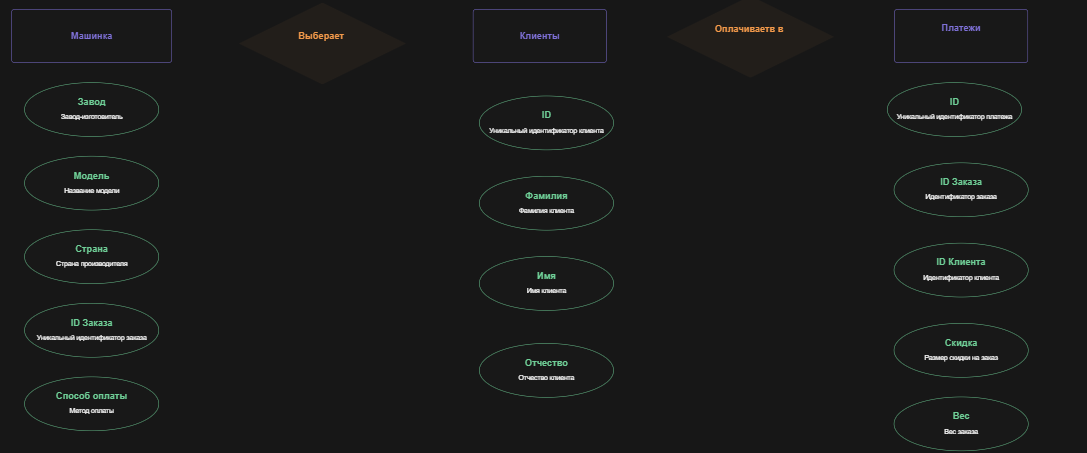 Машинка
Выберает
Клиенты
Оплачиваетв в
Платежи
Завод
Завод-изготовитель
Модель
Название модели
Страна
Страна производителя
ID Заказа
Уникальный идентификатор заказа
Способ оплаты
Метод оплаты
ID
Уникальный идентификатор клиента
Фамилия
Фамилия клиента
Имя
Имя клиента
Отчество
Отчество клиента
ID
Уникальный идентификатор платежа
ID Заказа
Идентификатор заказа
ID Клиента
Идентификатор клиента
Скидка
Размер скидки на заказ
Вес
Вес заказа